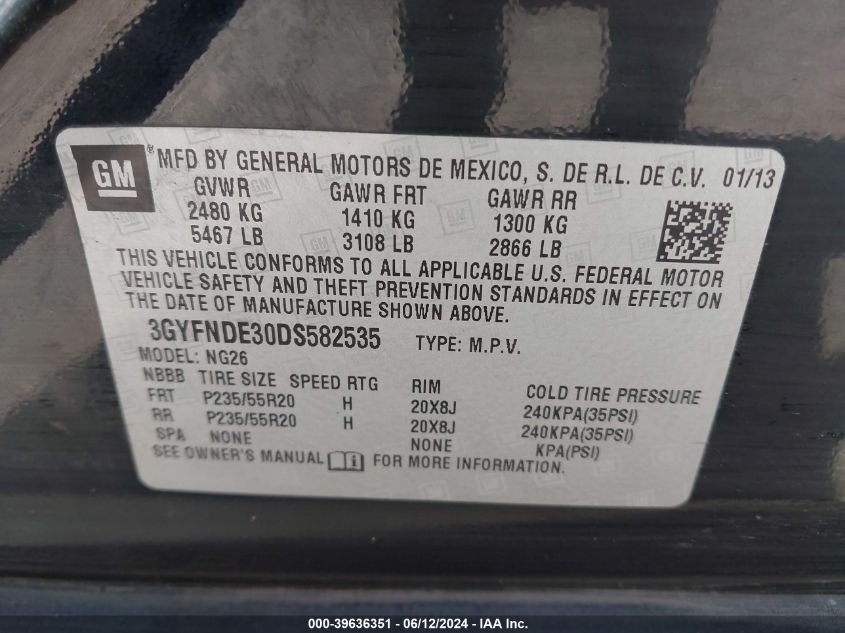 GM ® MFD BY GENERAL MOTORS DE MEXICO, S. DE R.L. DE C.V. 01/13
GVWR GAWR FRT GAWR RR
2480 KG 1410 KG 1300 KG
5467 LB 3108 LB 2866 LB
THIS VEHICLE CONFORMS TO ALL APPLICABLE U.S. FEDERAL MOTOR
VEHICLE SAFETY AND THEFT PREVENTION STANDARDS IN EFFECT ON
THE DATE OF MANUFACTURE SHOWN ABOVE.
3GYFNDE30DS582535 TYPE: M.P.V.
MODEL: NG26
NBBB TIRE SIZE SPEED RTG RIM COLD TIRE PRESSURE
FRT P235/55R20 H 20X8J 240KPA(35PSI)
RR P235/55R20 H 20X8J 240KPA(35PSI)
SPA NONE NONE KPA(PSI)
SEE OWNER'S MANUAL i FOR MORE INFORMATION.
000-39636351 - 06/12/2024 - IAA Inc.